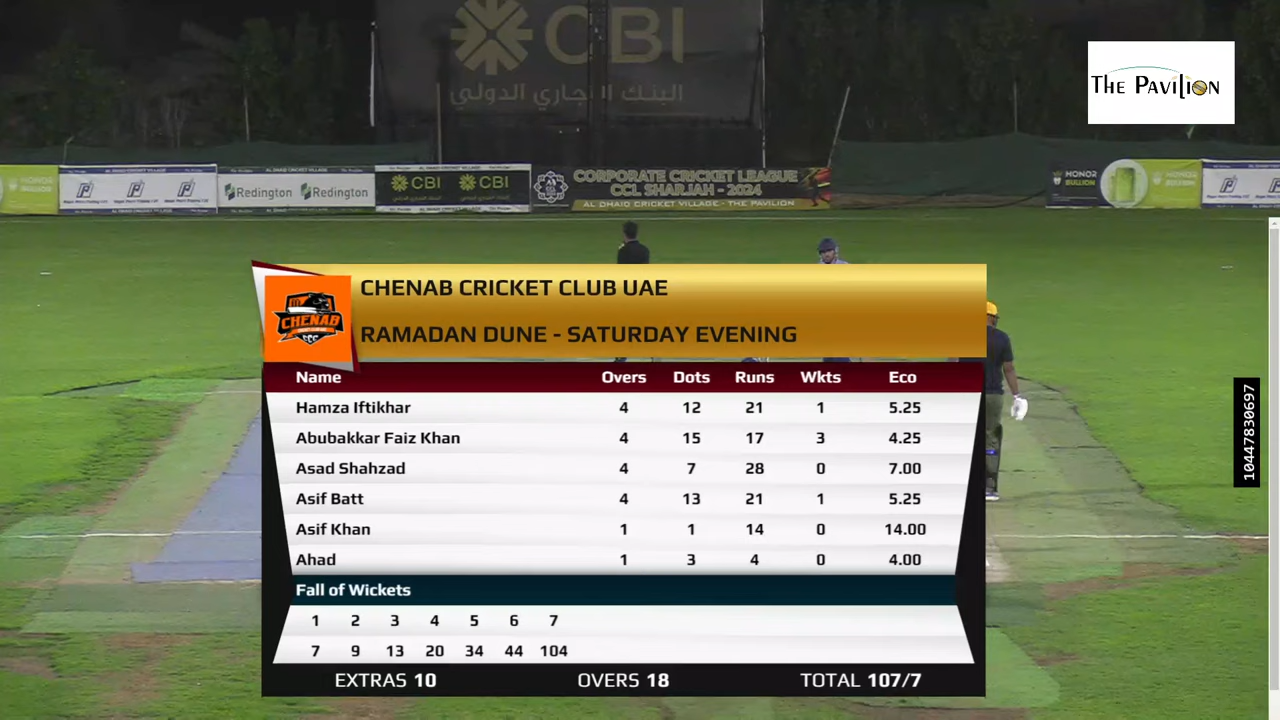 CBI
البنك التجاري الدولي
THE PAVILION
HONOR BULLION
Redington Redington
CBI CBI
CORPORATE CRICKET LEAGUE
CCL SHARJAH - 2024
AL DHAID CRICKET VILLAGE - THE PAVILION
HONOR BULLION
HONOR BULLION
CHENAB CRICKET CLUB UAE
CHENAB
CCC
RAMADAN DUNE - SATURDAY EVENING
Name Overs Dots Runs Wkts Eco
Hamza Iftikhar 4 12 21 1 5.25
Abubakkar Faiz Khan 4 15 17 3 4.25
Asad Shahzad 4 7 28 0 7.00
Asif Batt 4 13 21 1 5.25
Asif Khan 1 1 14 0 14.00
Ahad 1 3 4 0 4.00
Fall of Wickets
1 2 3 4 5 6 7
7 9 13 20 34 44 104
EXTRAS 10 OVERS 18 TOTAL 107/7
10447830697